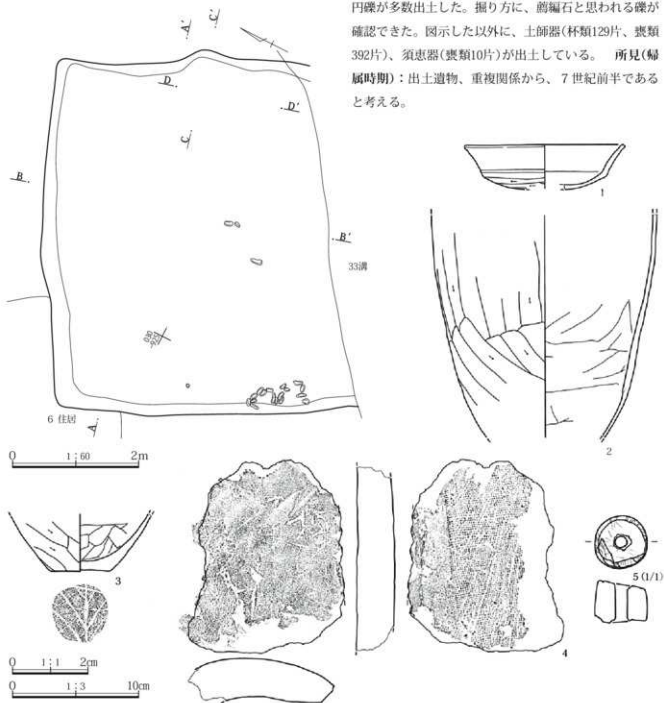 円礫が多数出土した。掘り方に、薦編石と思われる礫が
確認できた。図示した以外に、土師器(杯類129片、甕類
392片)、須恵器(甕類10片)が出土している。　所見(帰
属時期)：出土遺物、重複関係から、7世紀前半である
と考える。
A'
C'
D
D'
C
B
B'
33溝
6 住居
A
0 1:60 2m
1
2
3
4
5 (1/1)
0 1:1 2cm
0 1:3 10cm